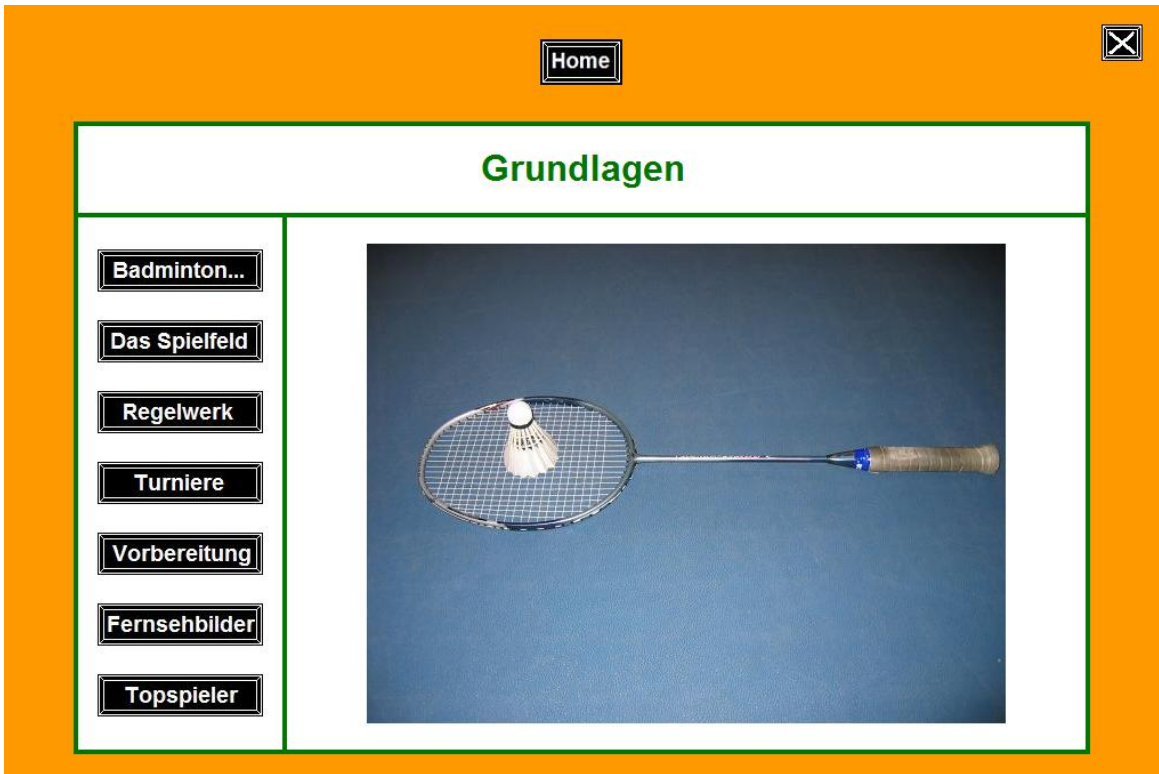 Home
Grundlagen
Badminton...
Das Spielfeld
Regelwerk
Turniere
Vorbereitung
Fernsehbilder
Topspieler